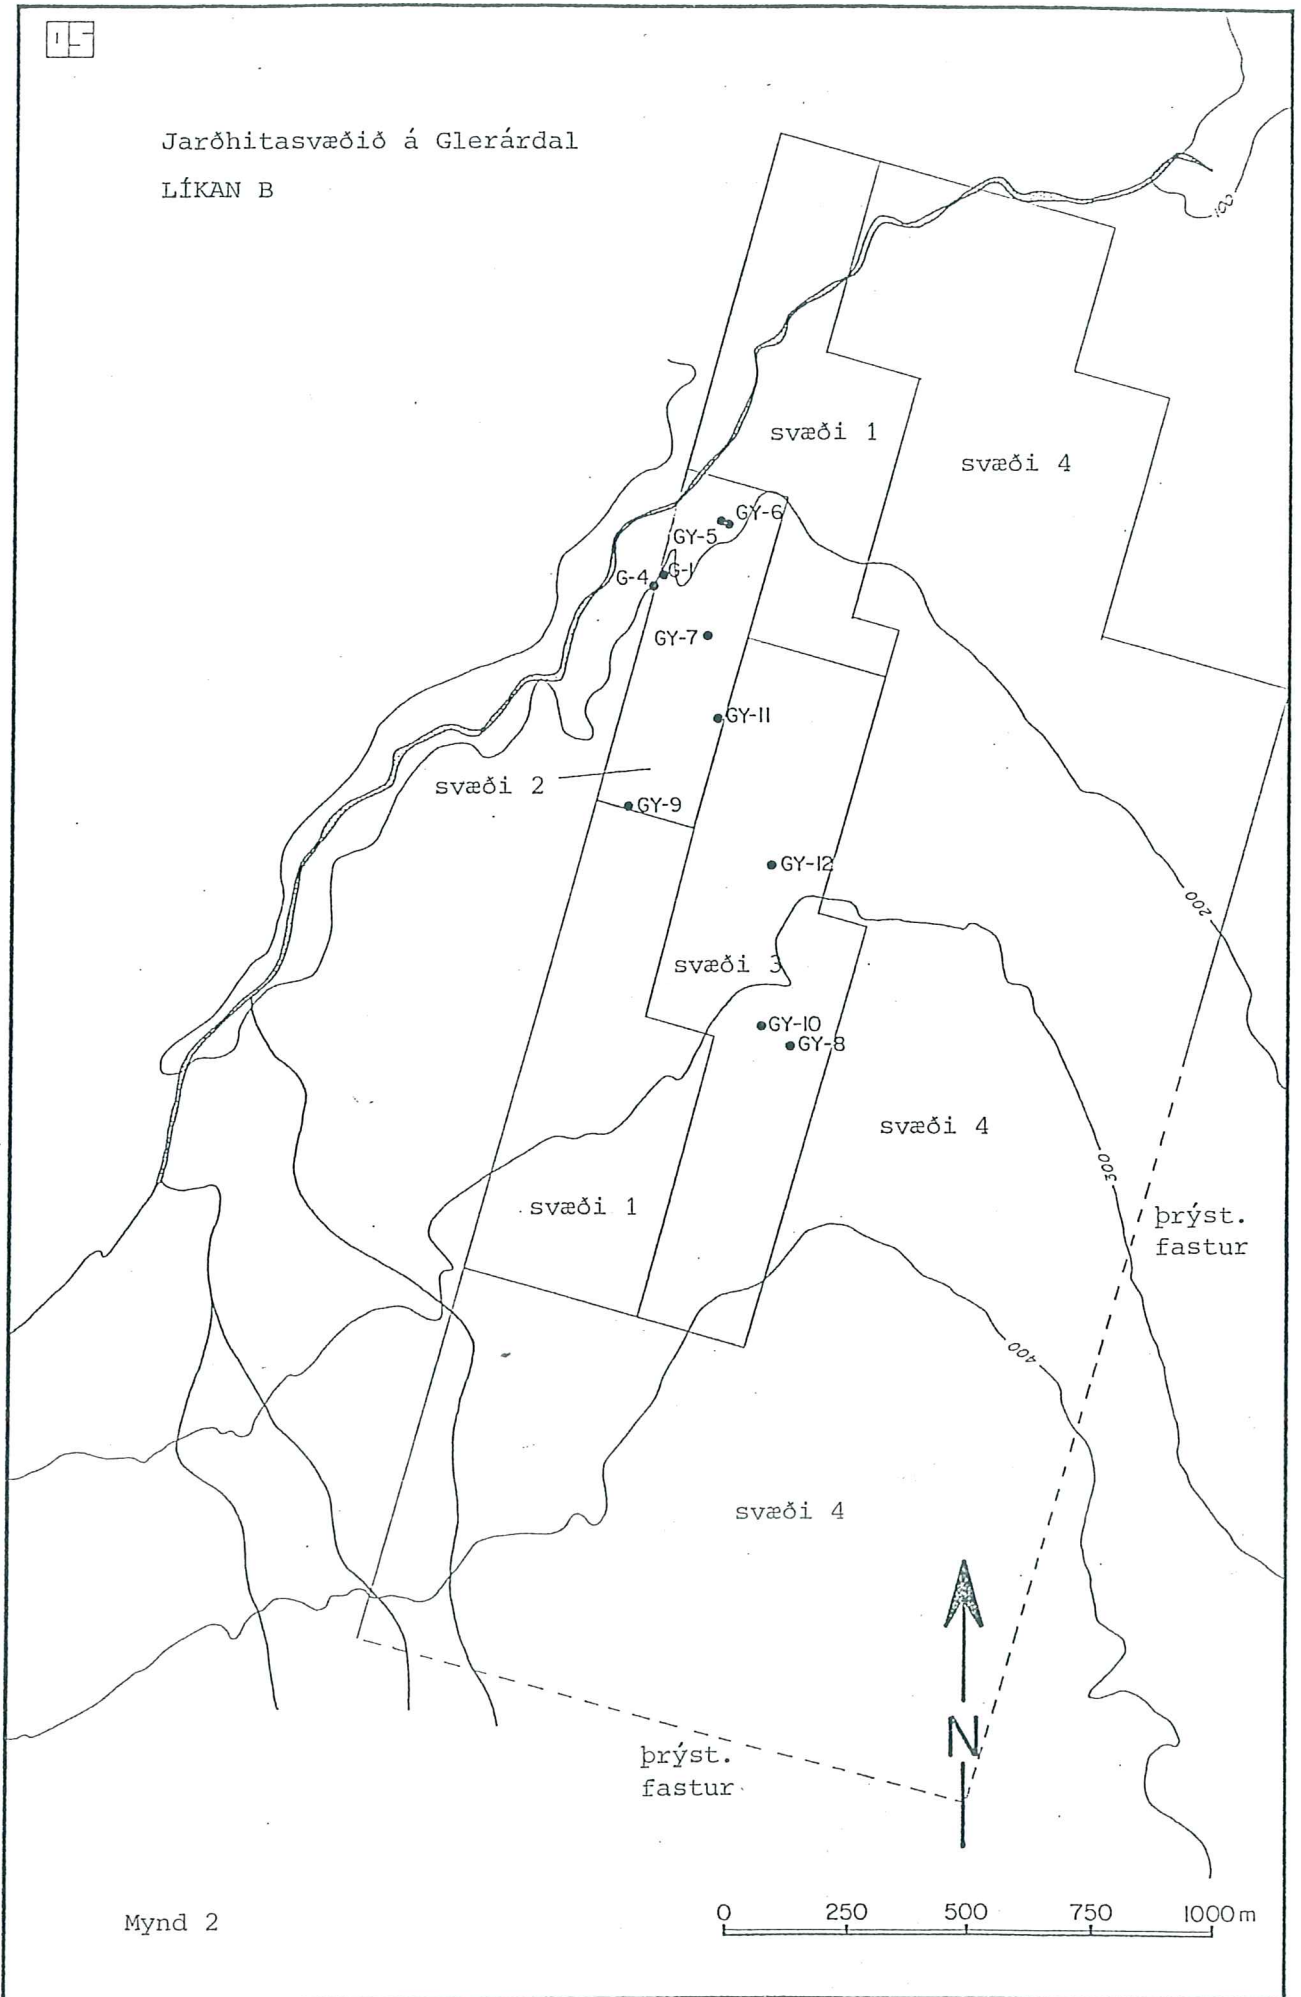 OS
Jarðhitasvæðið á Glerárdal
LÍKAN B
100
svæði 1
svæði 4
GY-6
GY-5
G-1
G-4
GY-7
GY-11
svæði 2
GY-9
GY-12
200
svæði 3
GY-10
GY-8
svæði 4
300
svæði 1
þrýst.
fastur
400
svæði 4
N
þrýst.
fastur
Mynd 2
0 250 500 750 1000 m